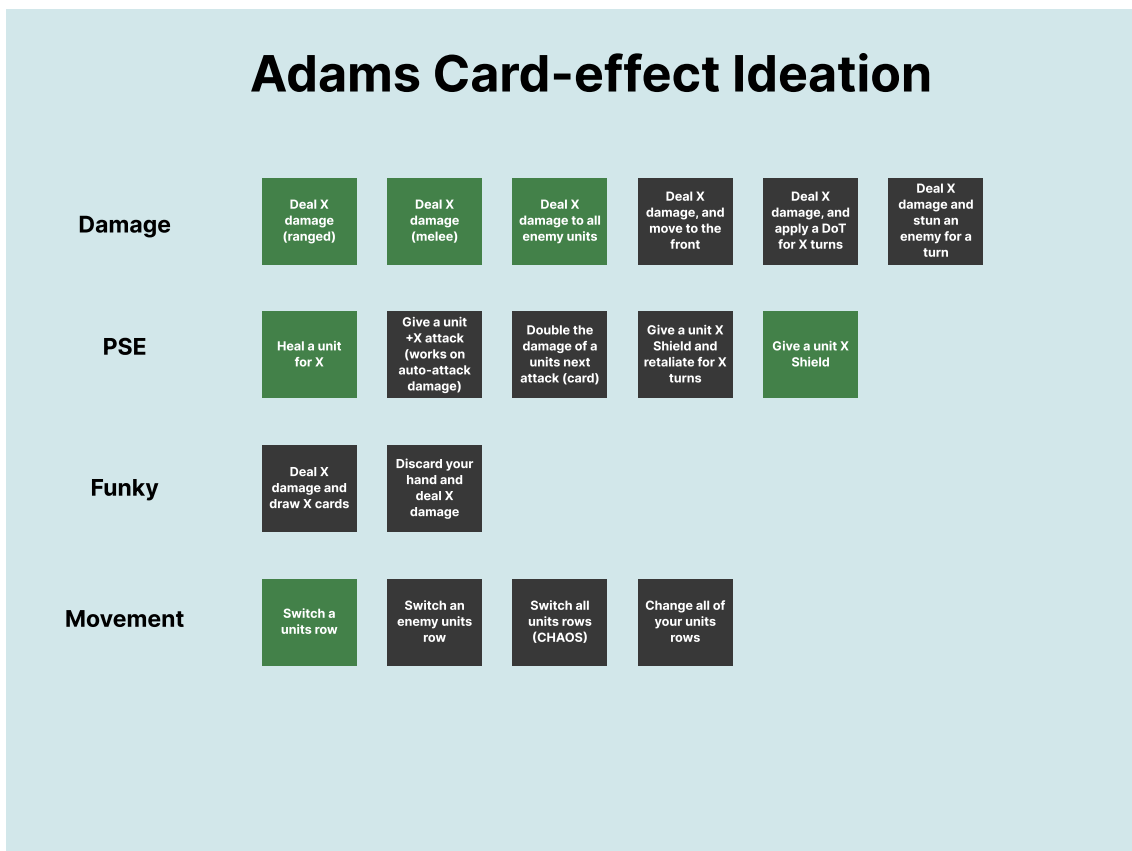 Adams Card-effect Ideation
Damage
Deal X
damage
(ranged)
Deal X
damage
(melee)
Deal X
damage to all
enemy units
Deal X
damage, and
move to the
front
Deal X
damage, and
apply a DoT
for X turns
Deal X
damage and
stun an
enemy for a
turn
PSE
Heal a unit
for X
Give a unit
+X attack
(works on
auto-attack
damage)
Double the
damage of a
units next
attack (card)
Give a unit X
Shield and
retaliate for X
turns
Give a unit X
Shield
Funky
Deal X
damage and
draw X cards
Discard your
hand and
deal X
damage
Movement
Switch a
units row
Switch an
enemy units
row
Switch all
units rows
(CHAOS)
Change all of
your units
rows